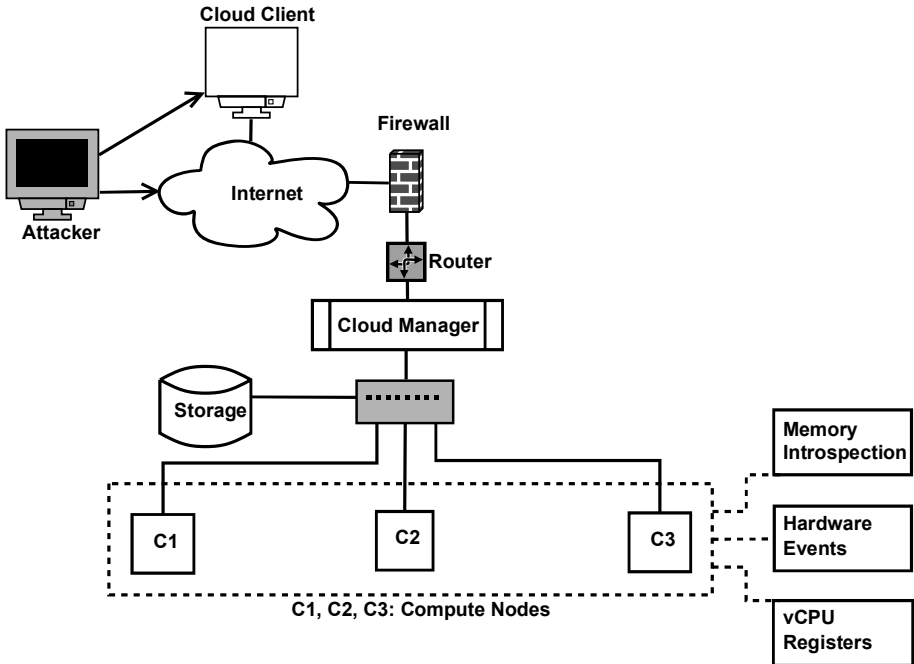 Cloud Client
Firewall
Internet
Attacker
Router
Cloud Manager
Storage
Memory
Introspection
Hardware
Events
C1
C2
C3
C1, C2, C3: Compute Nodes
vCPU
Registers